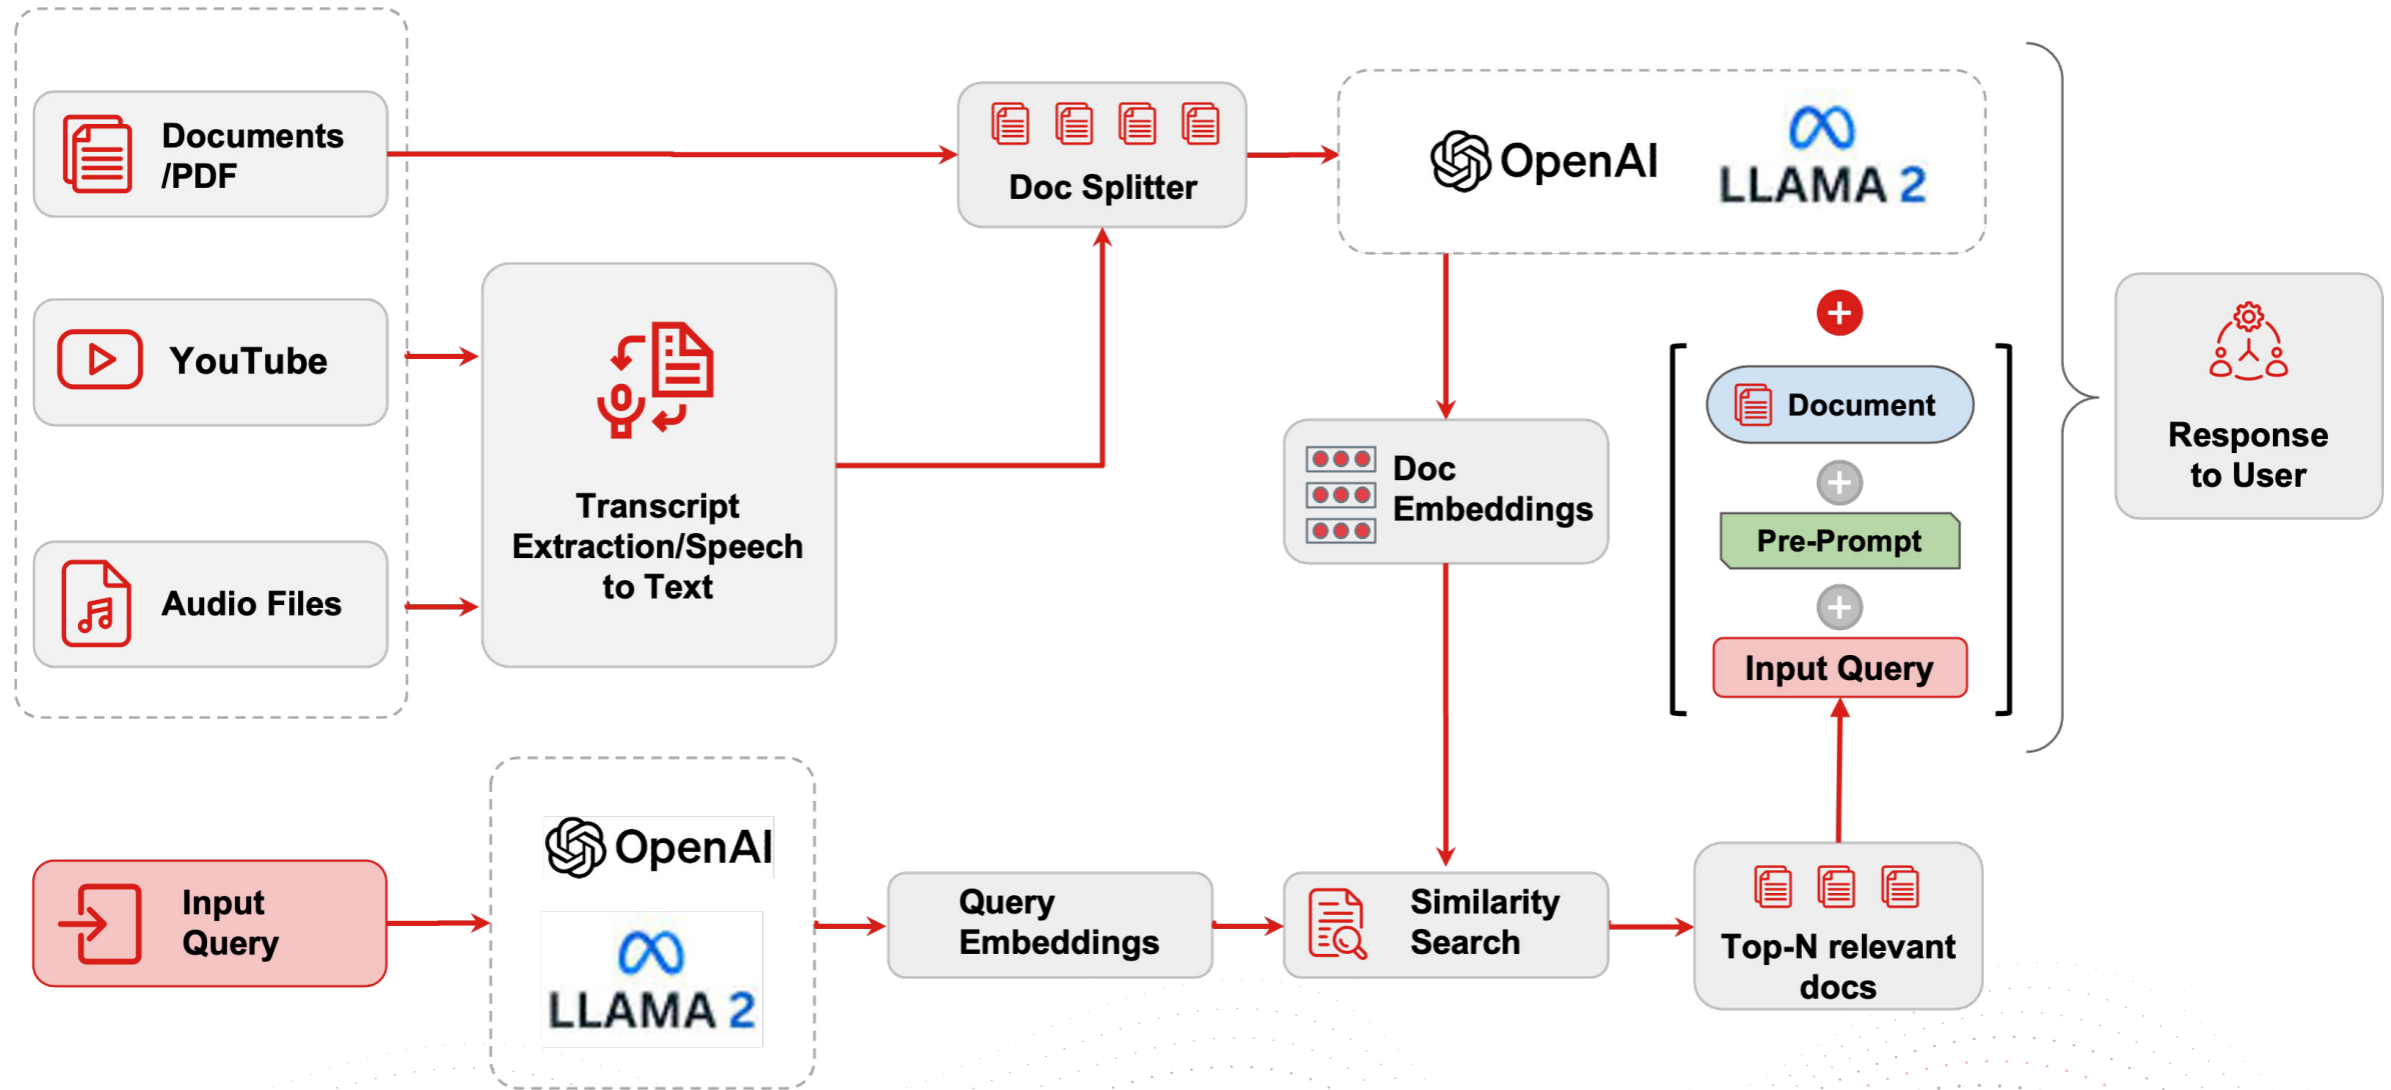 Documents
/PDF
Doc Splitter
OpenAI
LLAMA 2
YouTube
Transcript
Extraction/Speech
to Text
Audio Files
Doc
Embeddings
Document
Pre-Prompt
Input Query
Response
to User
Input
Query
OpenAI
LLAMA 2
Query
Embeddings
Similarity
Search
Top-N relevant
docs